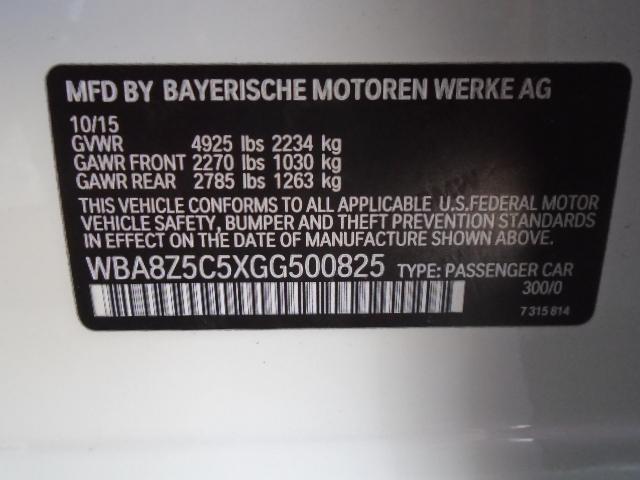 MFD BY BAYERISCHE MOTOREN WERKE AG
10/15
GVWR 4925 lbs 2234 kg
GAWR FRONT 2270 lbs 1030 kg
GAWR REAR 2785 lbs 1263 kg
THIS VEHICLE CONFORMS TO ALL APPLICABLE U.S.FEDERAL MOTOR
VEHICLE SAFETY, BUMPER AND THEFT PREVENTION STANDARDS
IN EFFECT ON THE DATE OF MANUFACTURE SHOWN ABOVE.
WBA8Z5C5XGG500825 TYPE: PASSENGER CAR
300/0
7 315 814